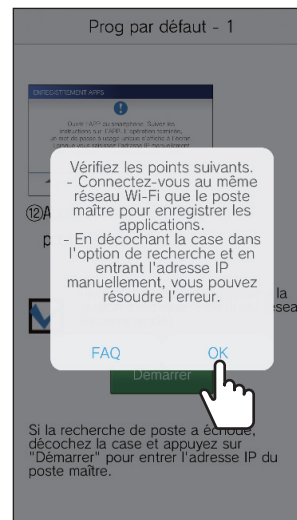 Prog par défaut - 1
ENREGISTREMENT APPS
Vérifiez les points suivants.
- Connectez-vous au même
réseau Wi-Fi que le poste
maître pour enregistrer les
applications.
- En décochant la case dans
l'option de recherche et en
entrant l'adresse IP
manuellement, vous pouvez
résoudre l'erreur.
FAQ
OK
⑫A
p
la
Démarrer
Si la recherche de poste a échoué,
décochez la case et appuyez sur
"Démarrer" pour entrer l'adresse IP du
poste maître.